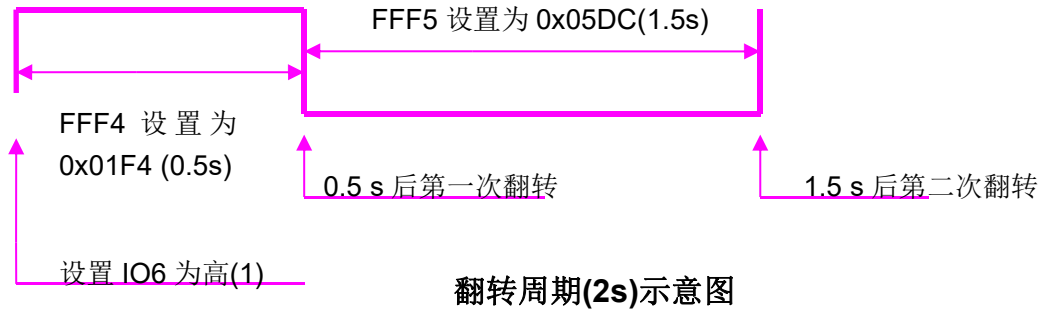 FFF5 设置为 0x05DC(1.5s)
FFF4 设置为
0x01F4 (0.5s)
0.5 s 后第一次翻转
1.5 s 后第二次翻转
设置 IO6 为高(1)
翻转周期(2s)示意图